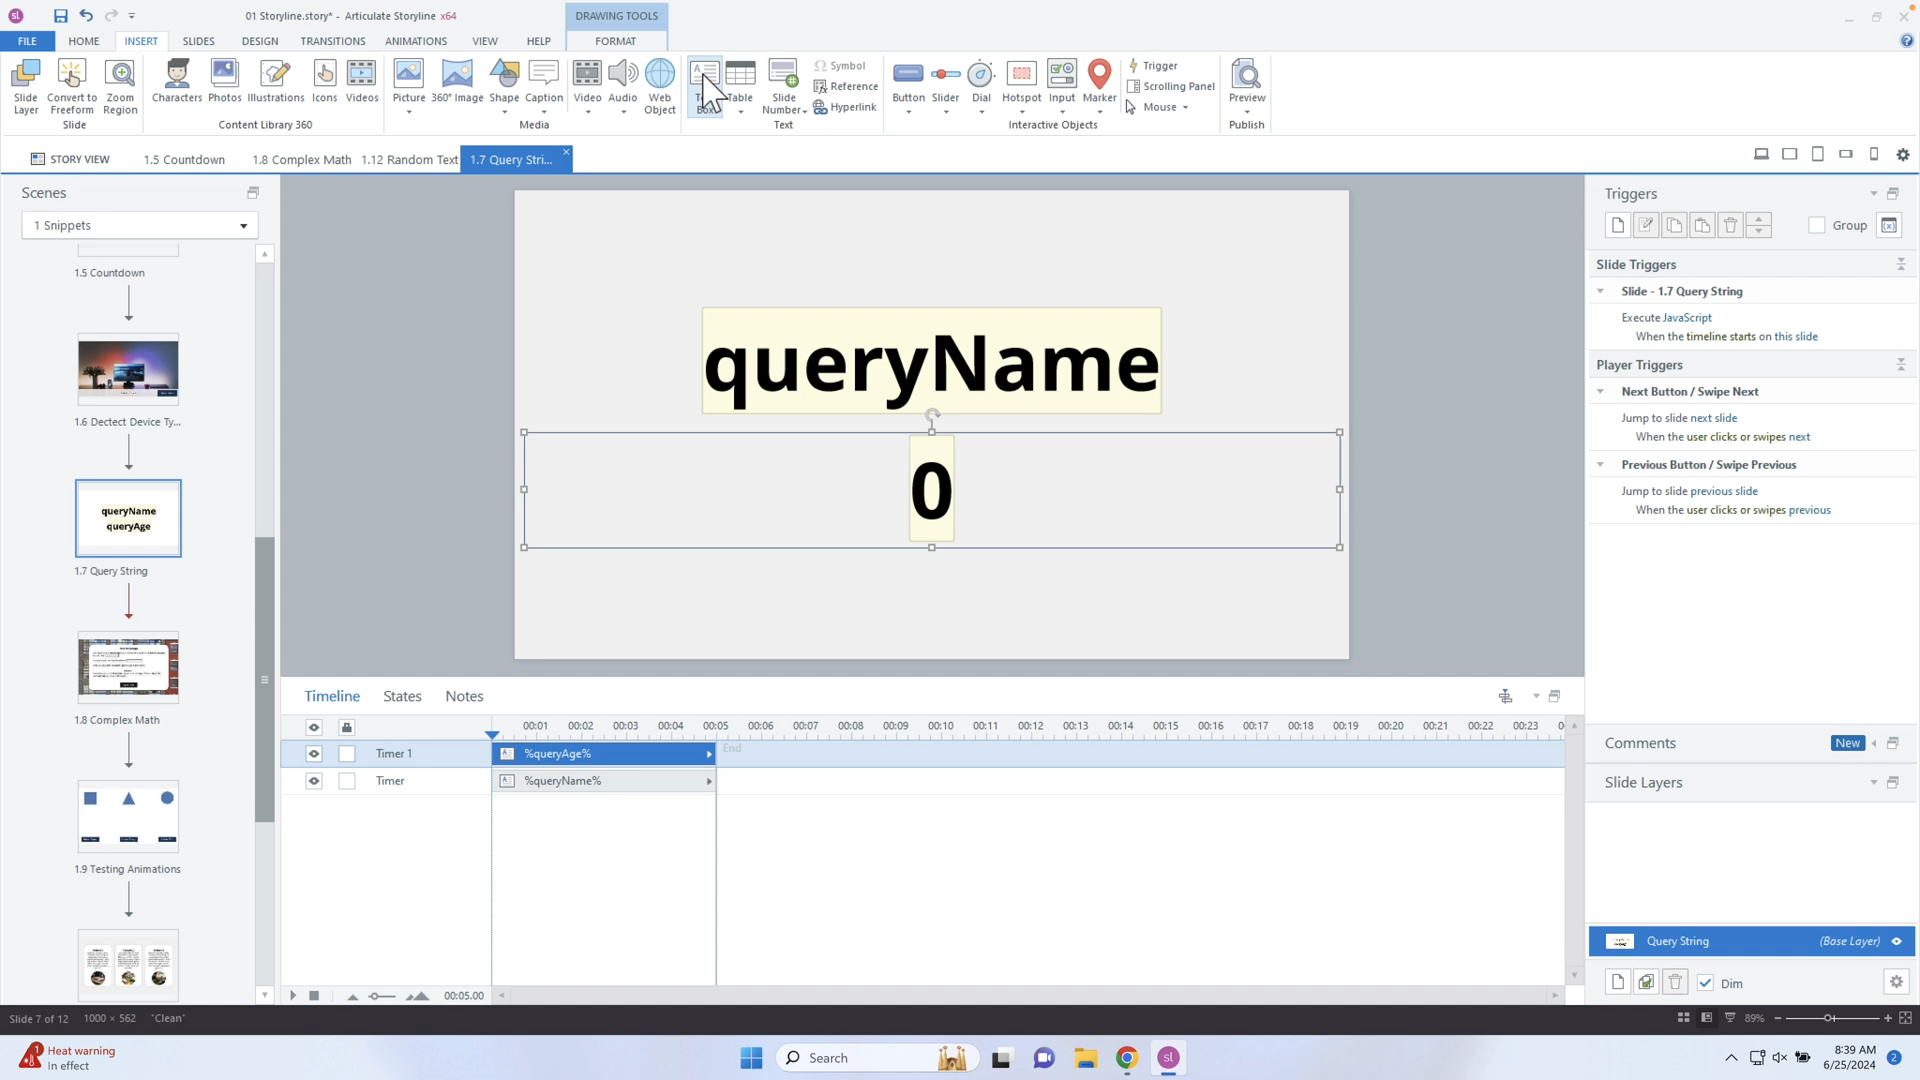 sl
01 Storyline.story* - Articulate Storyline x64
DRAWING TOOLS
FILE HOME INSERT SLIDES DESIGN TRANSITIONS ANIMATIONS VIEW HELP FORMAT
Slide Layer
Convert to Freeform
Zoom Region
Slide
Characters Photos Illustrations Icons Videos
Content Library 360
Picture 360° Image Shape Caption Video Audio Web Object
Media
Table
Slide Number
Symbol
Reference
Hyperlink
Text
Button Slider Dial Hotspot Input Marker
Trigger
Scrolling Panel
Mouse
Interactive Objects
Preview
Publish
STORY VIEW 1.5 Countdown 1.8 Complex Math 1.12 Random Text 1.7 Query Stri...
Scenes
1 Snippets
1.5 Countdown
1.6 Dectect Device Ty...
queryName
queryAge
1.7 Query String
1.8 Complex Math
1.9 Testing Animations
queryName
0
Triggers
Group
Slide Triggers
Slide - 1.7 Query String
Execute JavaScript
When the timeline starts on this slide
Player Triggers
Next Button / Swipe Next
Jump to slide next slide
When the user clicks or swipes next
Previous Button / Swipe Previous
Jump to slide previous slide
When the user clicks or swipes previous
Comments New
Slide Layers
Query String (Base Layer)
Dim
Timeline States Notes
00:01 00:02 00:03 00:04 00:05 00:06 00:07 00:08 00:09 00:10 00:11 00:12 00:13 00:14 00:15 00:16 00:17 00:18 00:19 00:20 00:21 00:22 00:23
Timer 1 %queryAge% End
Timer %queryName%
00:05.00
Slide 7 of 12 1000 × 562 "Clean"
89%
1
Heat warning
In effect
Search
sl
8:39 AM
6/25/2024
2